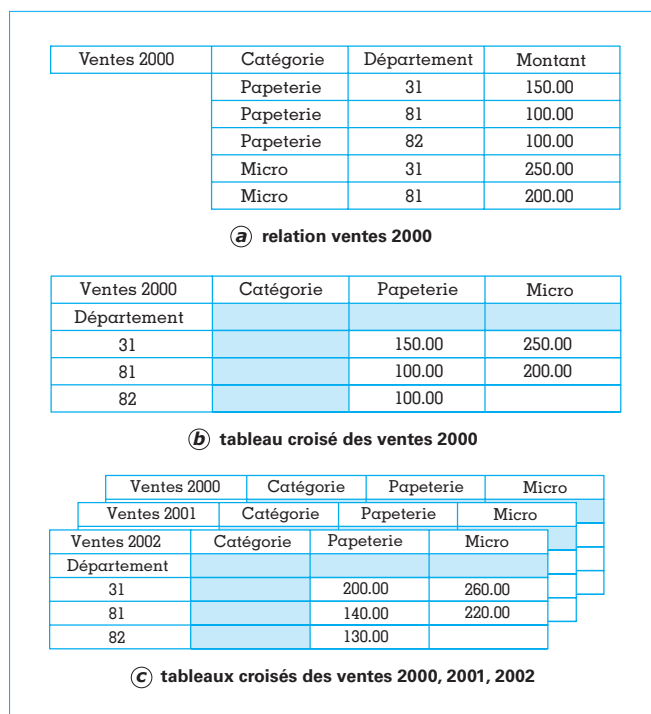 Ventes 2000 Catégorie Département Montant
Papeterie 31 150.00
Papeterie 81 100.00
Papeterie 82 100.00
Micro 31 250.00
Micro 81 200.00
a relation ventes 2000
Ventes 2000 Catégorie Papeterie Micro
Département
31 150.00 250.00
81 100.00 200.00
82 100.00
b tableau croisé des ventes 2000
Ventes 2000 Catégorie Papeterie Micro
Ventes 2001 Catégorie Papeterie Micro
Ventes 2002 Catégorie Papeterie Micro
Département
31 200.00 260.00
81 140.00 220.00
82 130.00
c tableaux croisés des ventes 2000, 2001, 2002